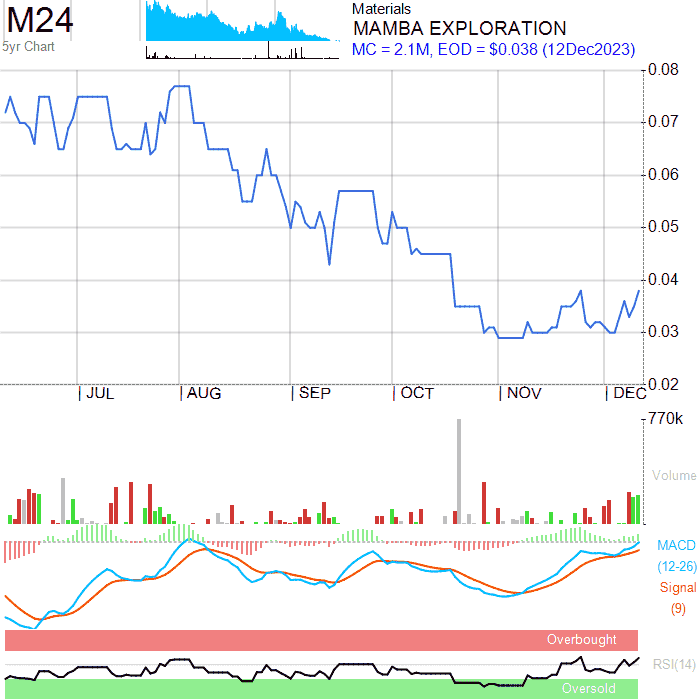 M24
5yr Chart
Materials
MAMBA EXPLORATION
MC = 2.1M, EOD = $0.038 (12Dec2023)
0.08
0.07
0.06
0.05
0.04
0.03
0.02
JUL AUG SEP OCT NOV DEC
770k
Volume
MACD
(12-26)
Signal
(9)
Overbought
RSI(14)
Oversold